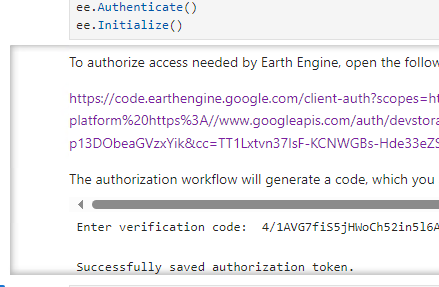 ee.Authenticate()
ee.Initialize()
To authorize access needed by Earth Engine, open the follow
https://code.earthengine.google.com/client-auth?scopes=ht
platform%20https%3A//www.googleapis.com/auth/devstora
p13DObeaGVzxYik&cc=TT1Lxtvn37lsF-KCNWGBs-Hde33eZS
The authorization workflow will generate a code, which you
Enter verification code: 4/1AVG7fiS5jHWoCh52in5l6A
Successfully saved authorization token.